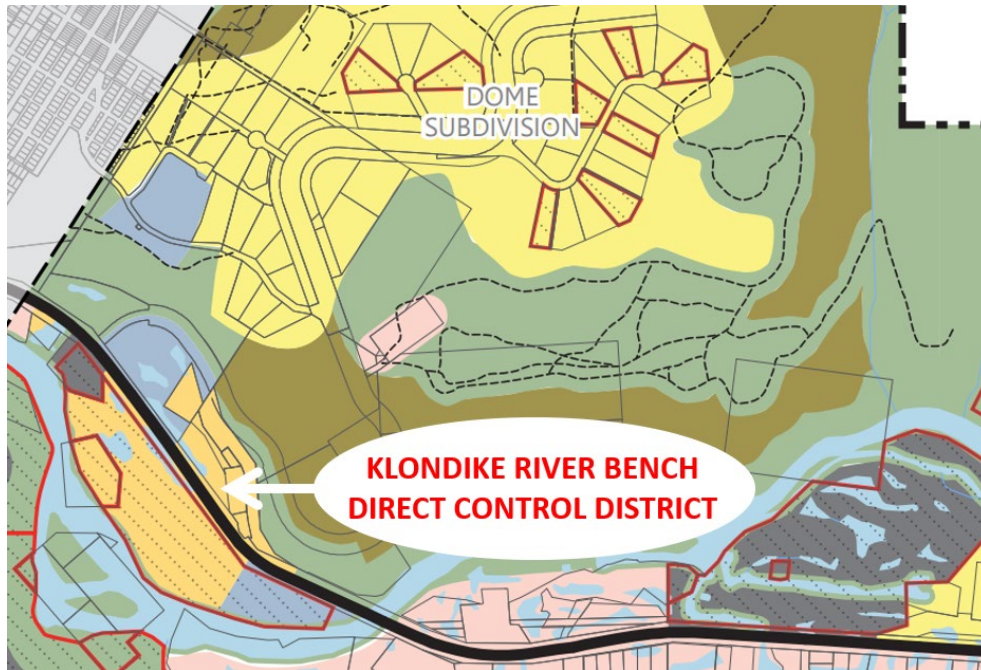 DOME
SUBDIVISION
KLONDIKE RIVER BENCH
DIRECT CONTROL DISTRICT